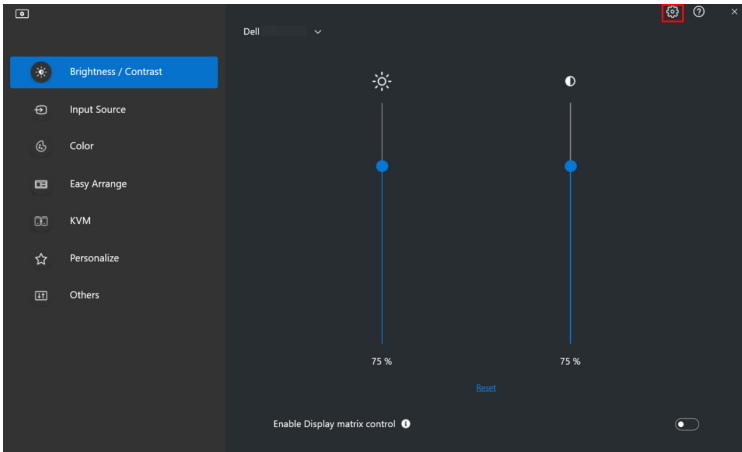 Dell
Brightness / Contrast
Input Source
Color
Easy Arrange
KVM
Personalize
Others
75 %
75 %
Reset
Enable Display matrix control